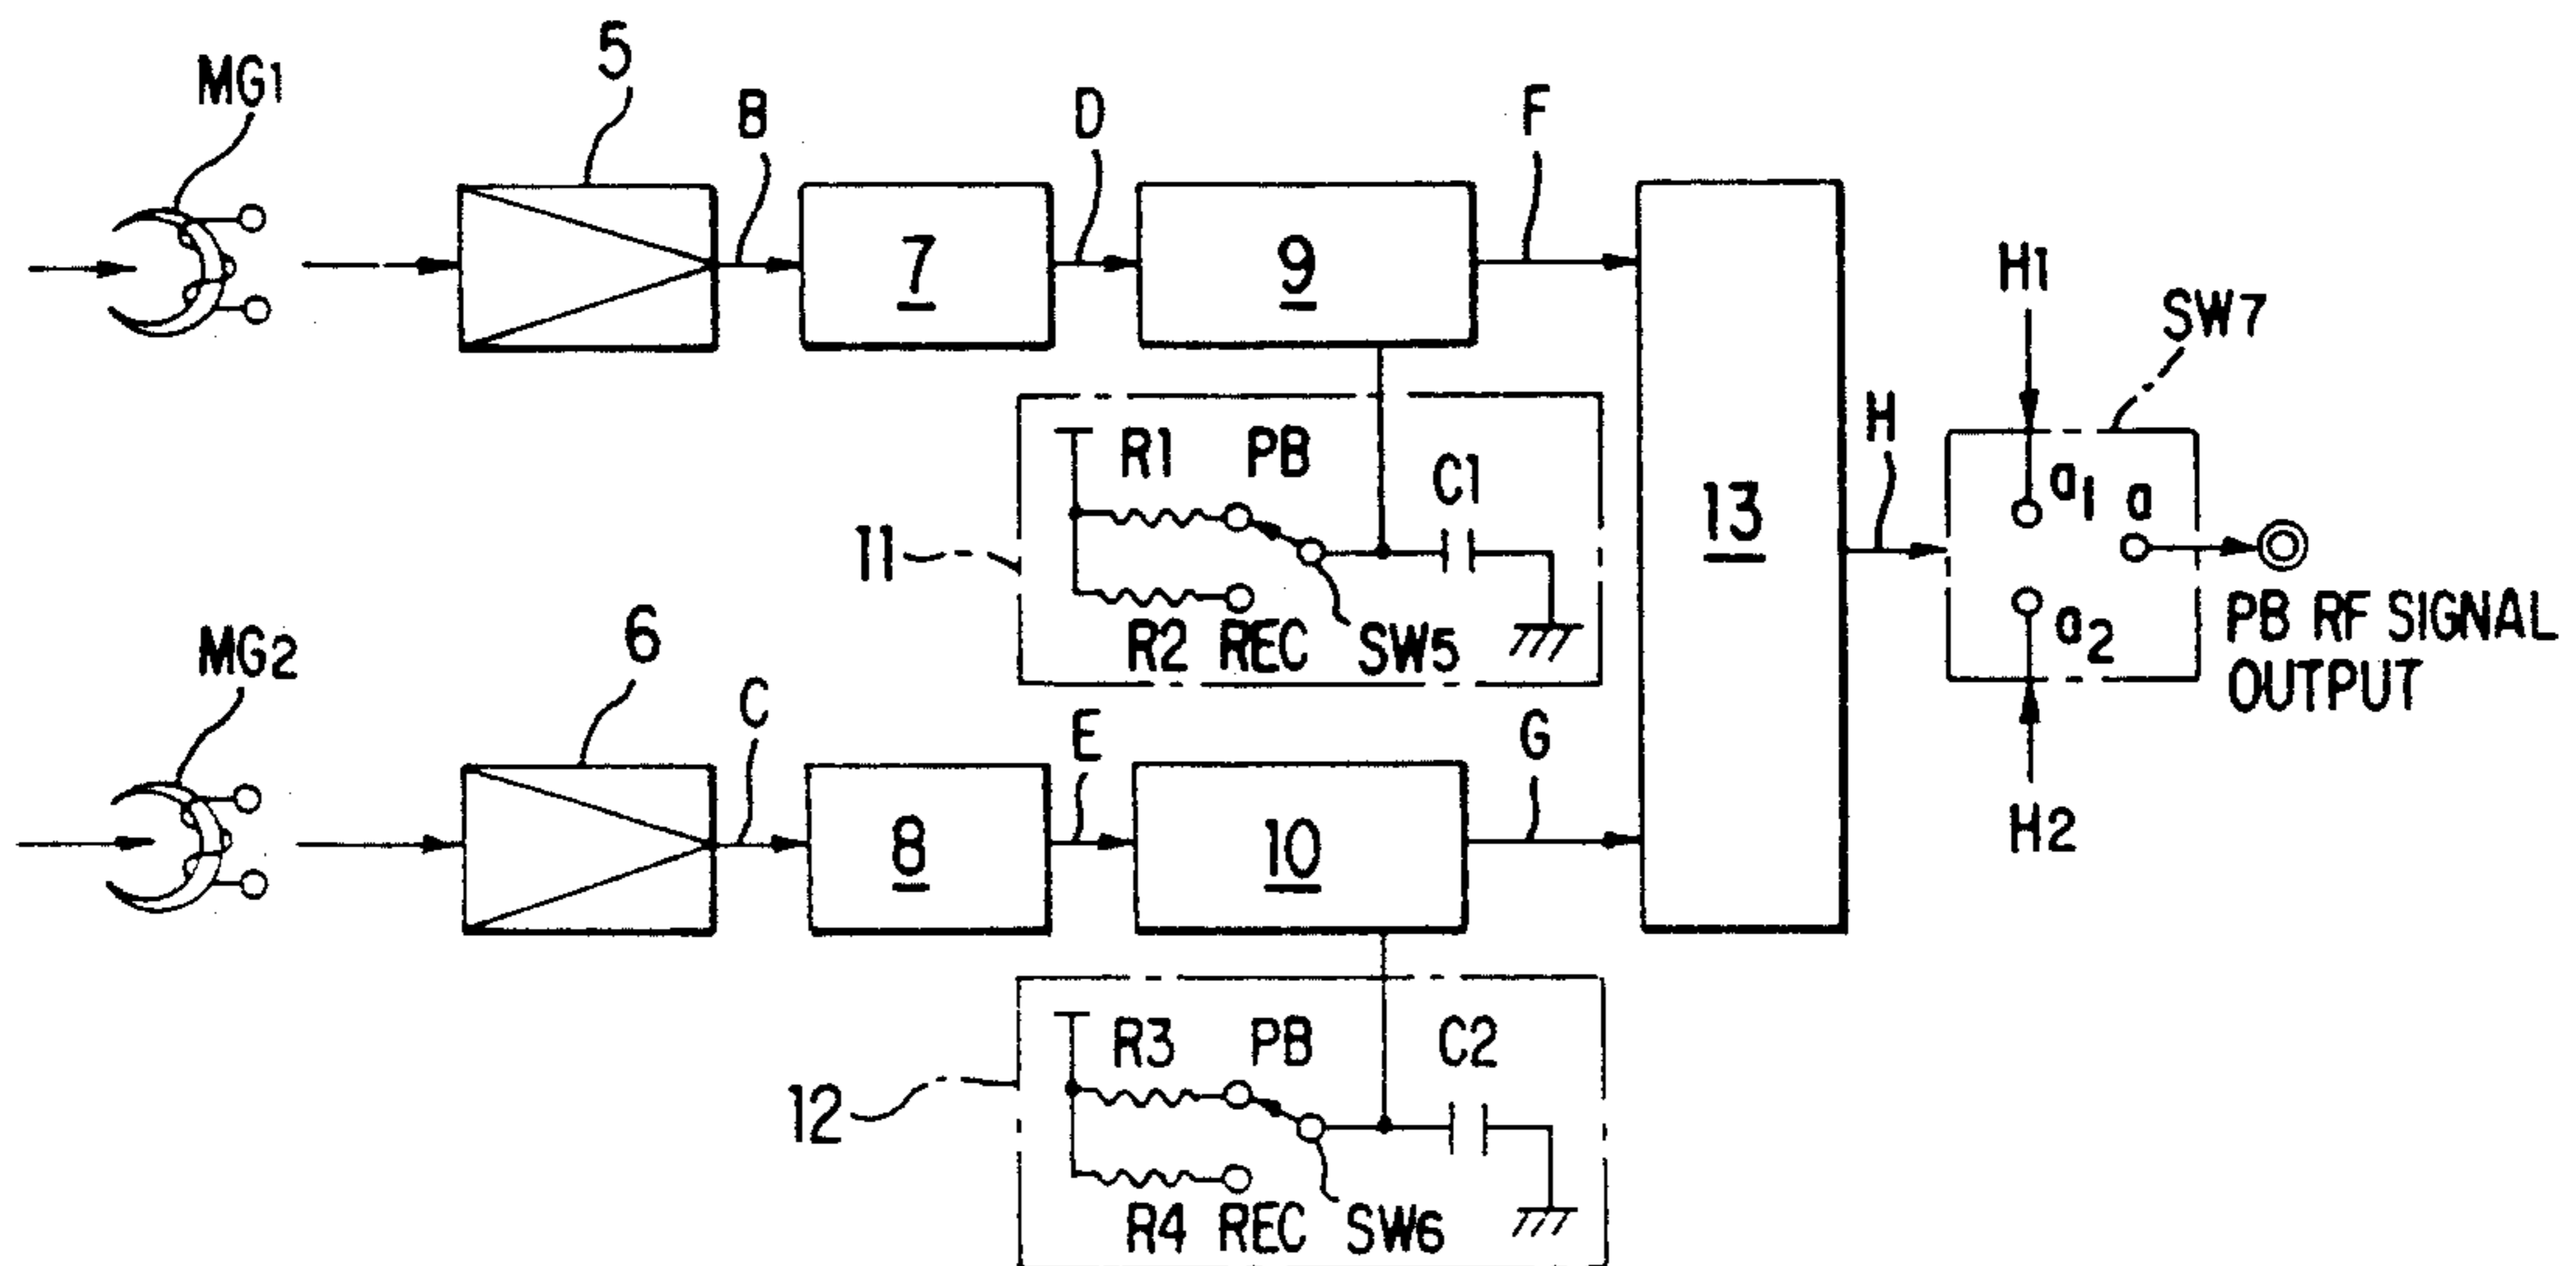 MG1
5
B
D
F
7
9
H1
SW7
H
R1 PB
C1
a1
a
13
11
R2 REC SW5
a2
PB RF SIGNAL
OUTPUT
MG2
6
C
E
G
8
10
H2
R3 PB C2
12
R4 REC SW6